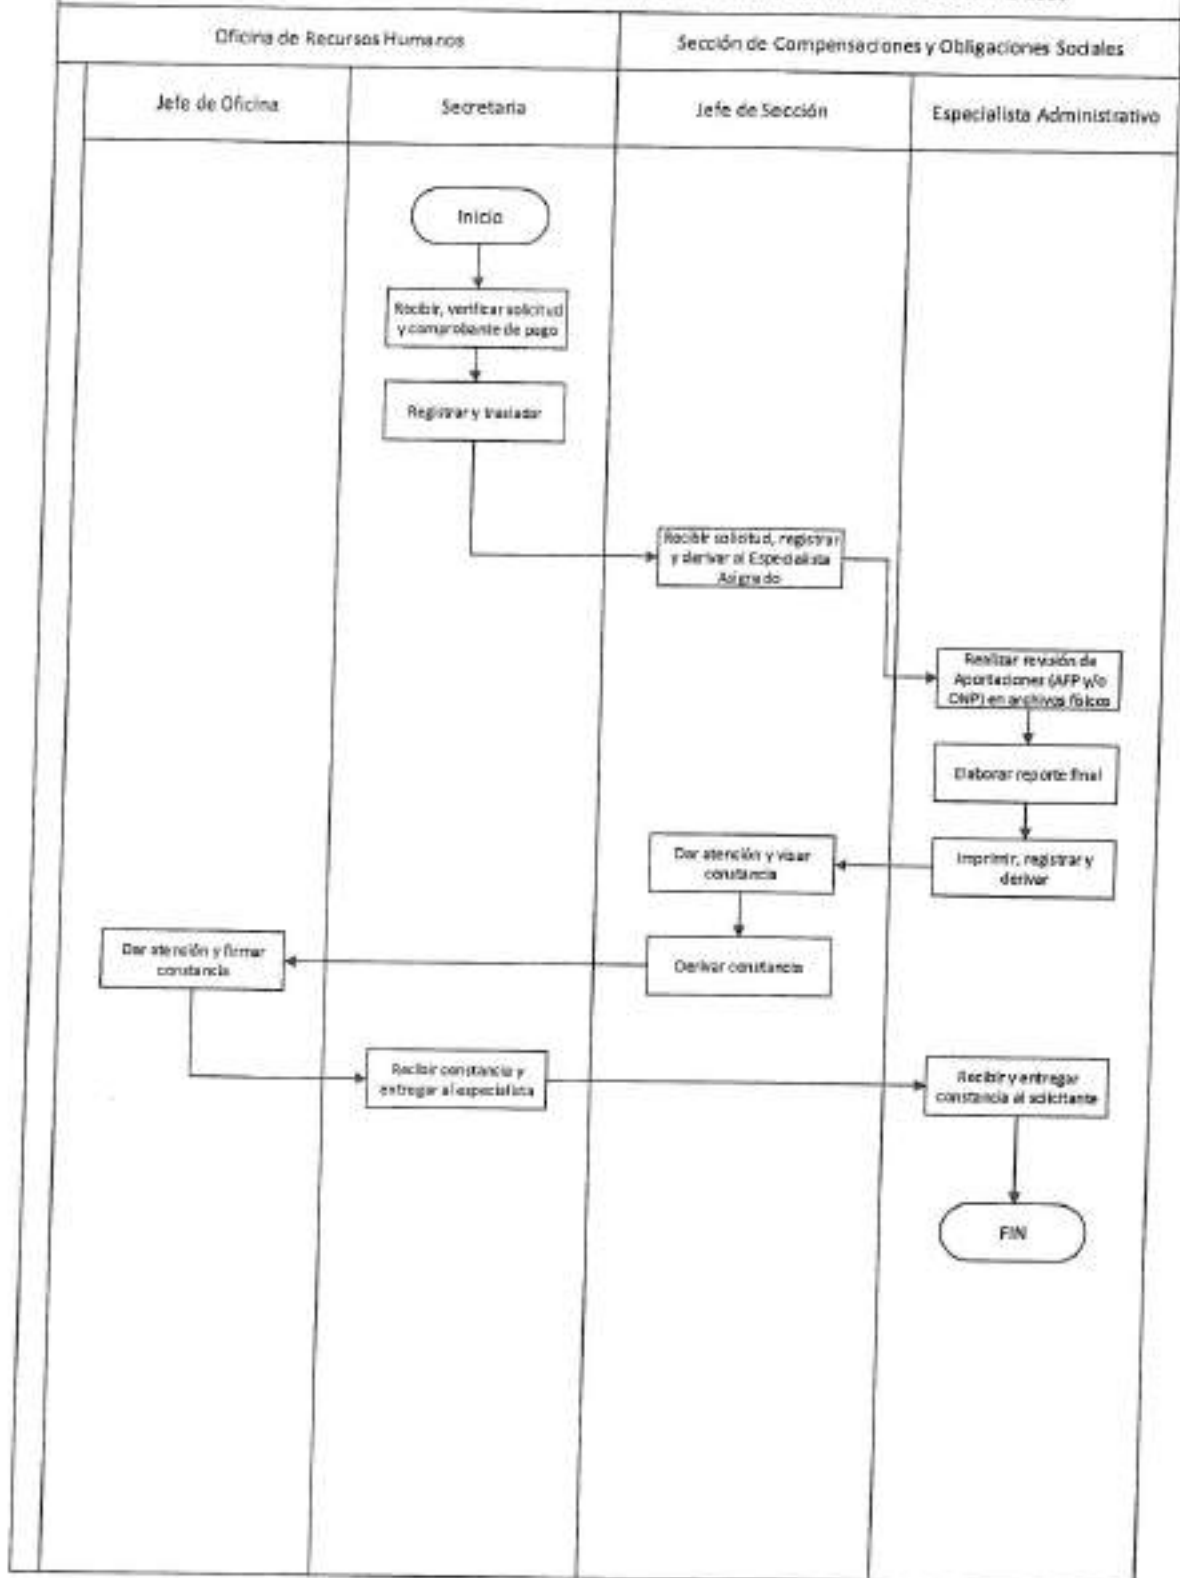 Oficina de Recursos Humanos
Sección de Compensaciones y Obligaciones Sociales
Jefe de Oficina
Secretaria
Jefe de Sección
Especialista Administrativo
Inicio
Recibir, verificar solicitud
y comprobante de pago
Registrar y trasladar
Recibir solicitud, registrar
y derivar al Especialista
Asignado
Realizar revisión de
Aportaciones (AFP y/o
ONP) en archivos físicos
Elaborar reporte final
Imprimir, registrar y
derivar
Dar atención y visar
constancia
Derivar constancia
Dar atención y firmar
constancia
Recibir constancia y
entregar al especialista
Recibir y entregar
constancia al solicitante
FIN